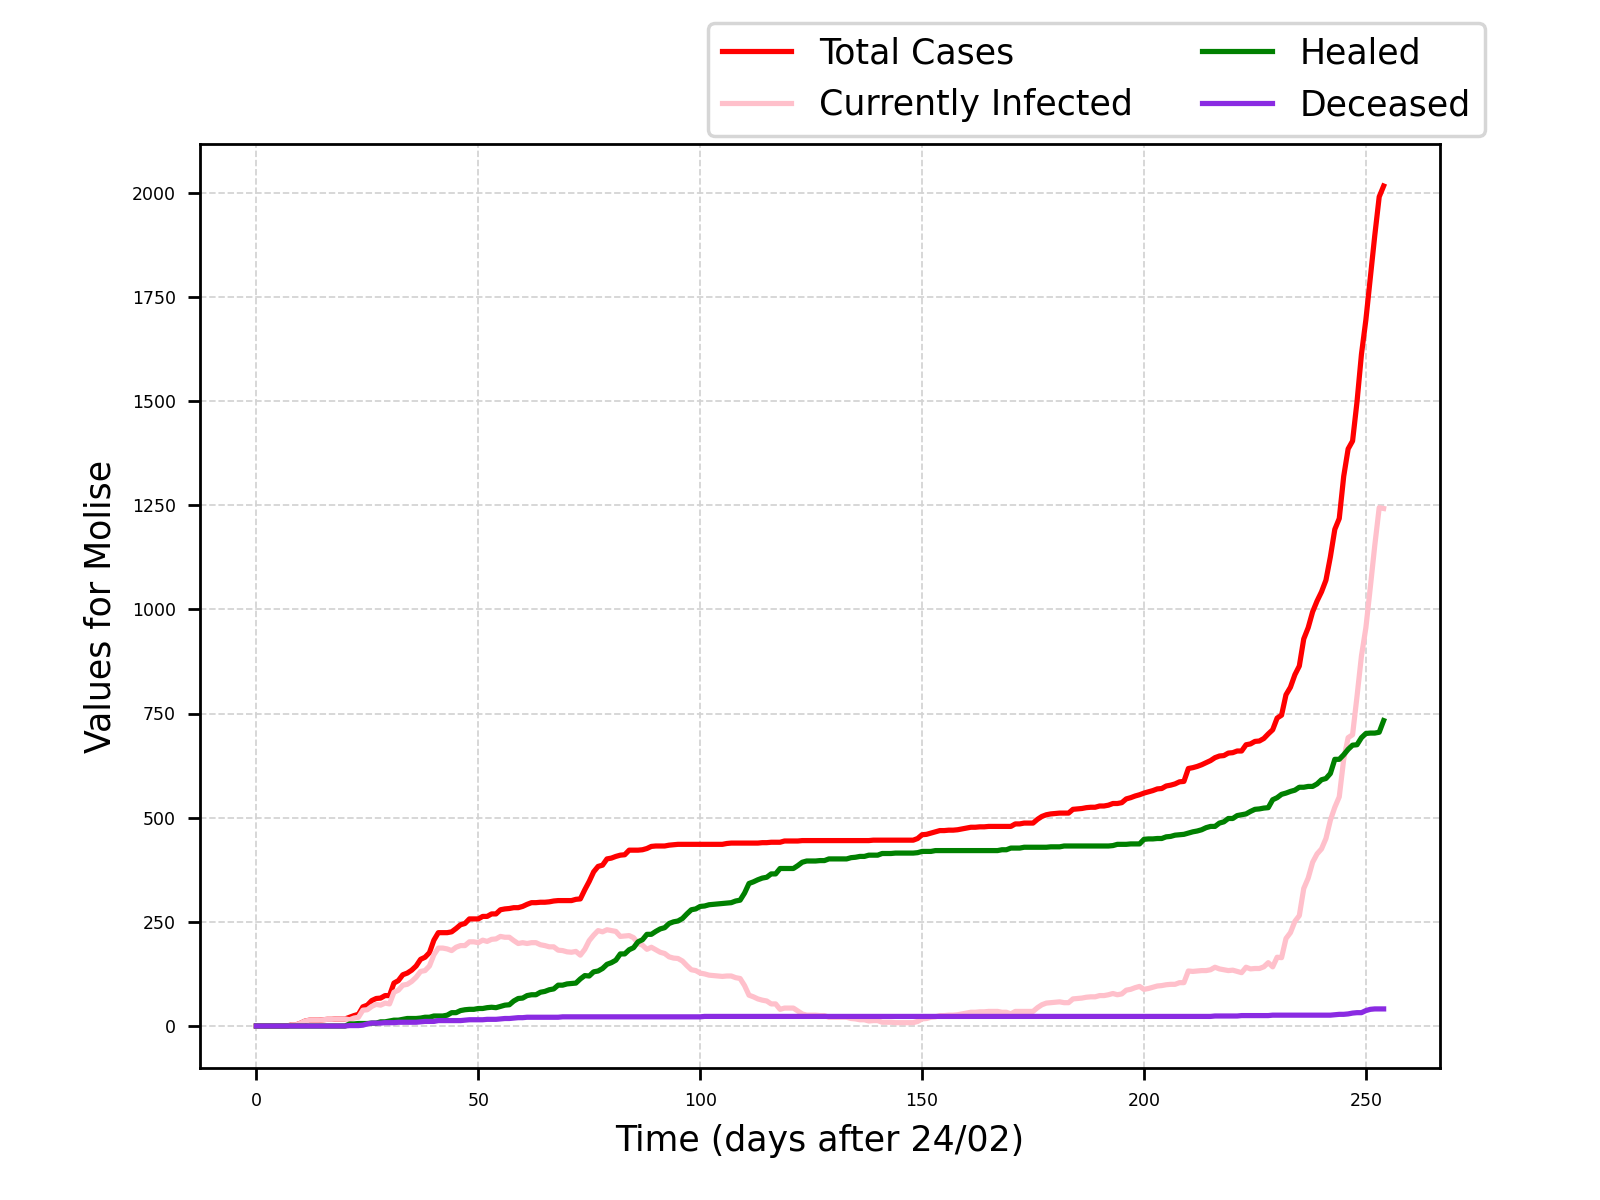 Total Cases
Currently Infected
Healed
Deceased
2000
1750
1500
1250
1000
750
500
250
0
Values for Molise
0 50 100 150 200 250
Time (days after 24/02)